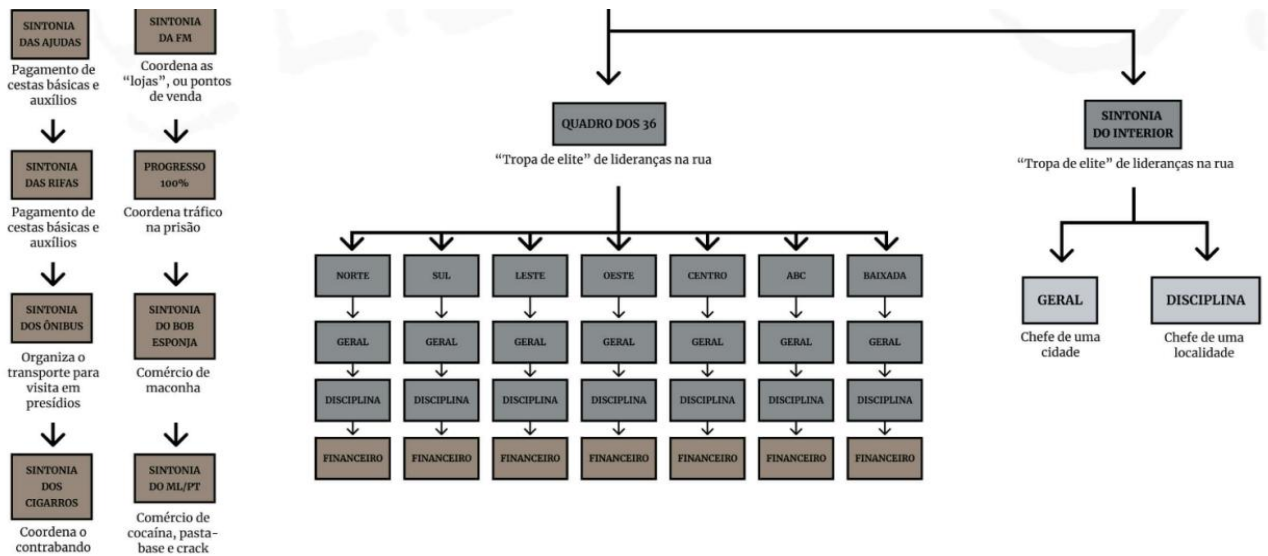 SINTONIA
DAS AJUDAS
Pagamento de
cestas básicas e
auxílios
SINTONIA
DAS RIFAS
Pagamento de
cestas básicas e
auxílios
SINTONIA
DOS ÔNIBUS
Organiza o
transporte para
visita em
presídios
SINTONIA
DOS
CIGARROS
Coordena o
contrabando
SINTONIA
DA FM
Coordena as
“lojas”, ou pontos
de venda
PROGRESSO
100%
Coordena tráfico
na prisão
SINTONIA
DO BOB
ESPONJA
Comércio de
maconha
SINTONIA
DO ML/PT
Comércio de
cocaína, pasta-
base e crack
QUADRO DOS 36
“Tropa de elite” de lideranças na rua
NORTE SUL LESTE OESTE CENTRO ABC BAIXADA
GERAL GERAL GERAL GERAL GERAL GERAL GERAL
DISCIPLINA DISCIPLINA DISCIPLINA DISCIPLINA DISCIPLINA DISCIPLINA DISCIPLINA
FINANCEIRO FINANCEIRO FINANCEIRO FINANCEIRO FINANCEIRO FINANCEIRO FINANCEIRO
SINTONIA
DO INTERIOR
“Tropa de elite” de lideranças na rua
GERAL
Chefe de uma
cidade
DISCIPLINA
Chefe de uma
localidade